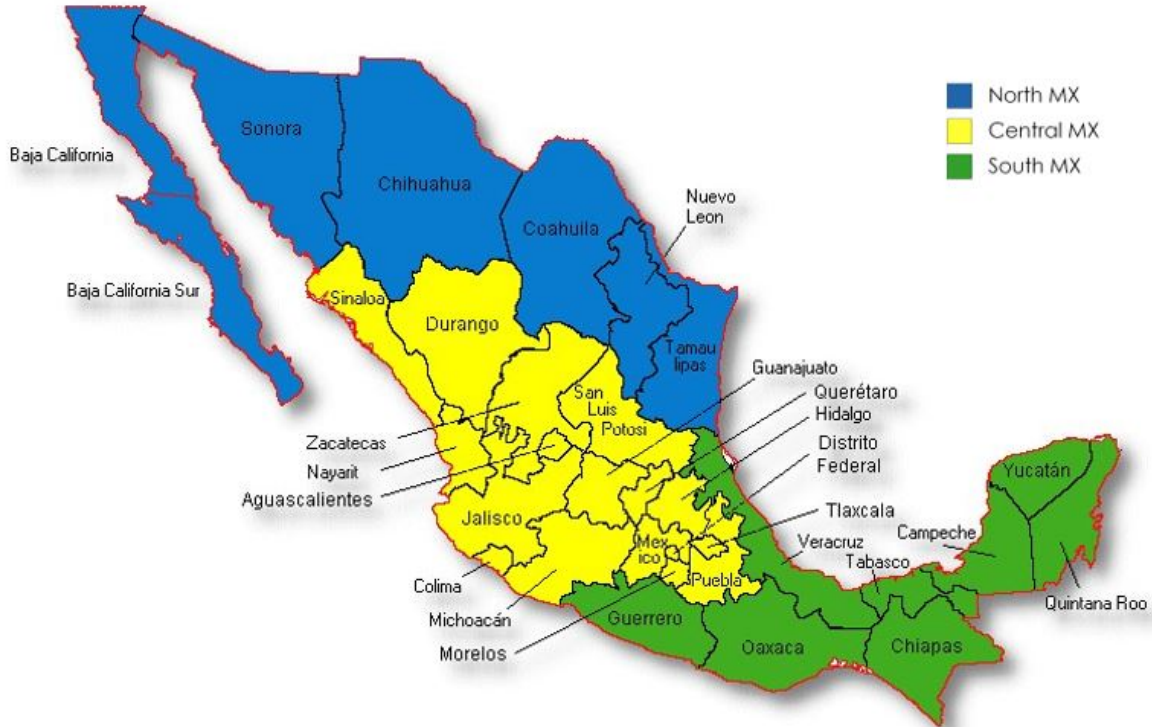 North MX
Central MX
South MX
Sonora
Baja California
Chihuahua
Nuevo
Leon
Coahuila
Baja California Sur
Sinaloa
Durango
Tamau
lipas
Guanajuato
San
Luis
Potosi
Querétaro
Hidalgo
Zacatecas
Distrito
Federal
Nayarit
Aguascalientes
Yucatán
Jalisco
Tlaxcala
Mex
ico
Veracruz
Campeche
Tabasco
Colima
Puebla
Quintana Roo
Michoacán
Guerrero
Morelos
Oaxaca
Chiapas